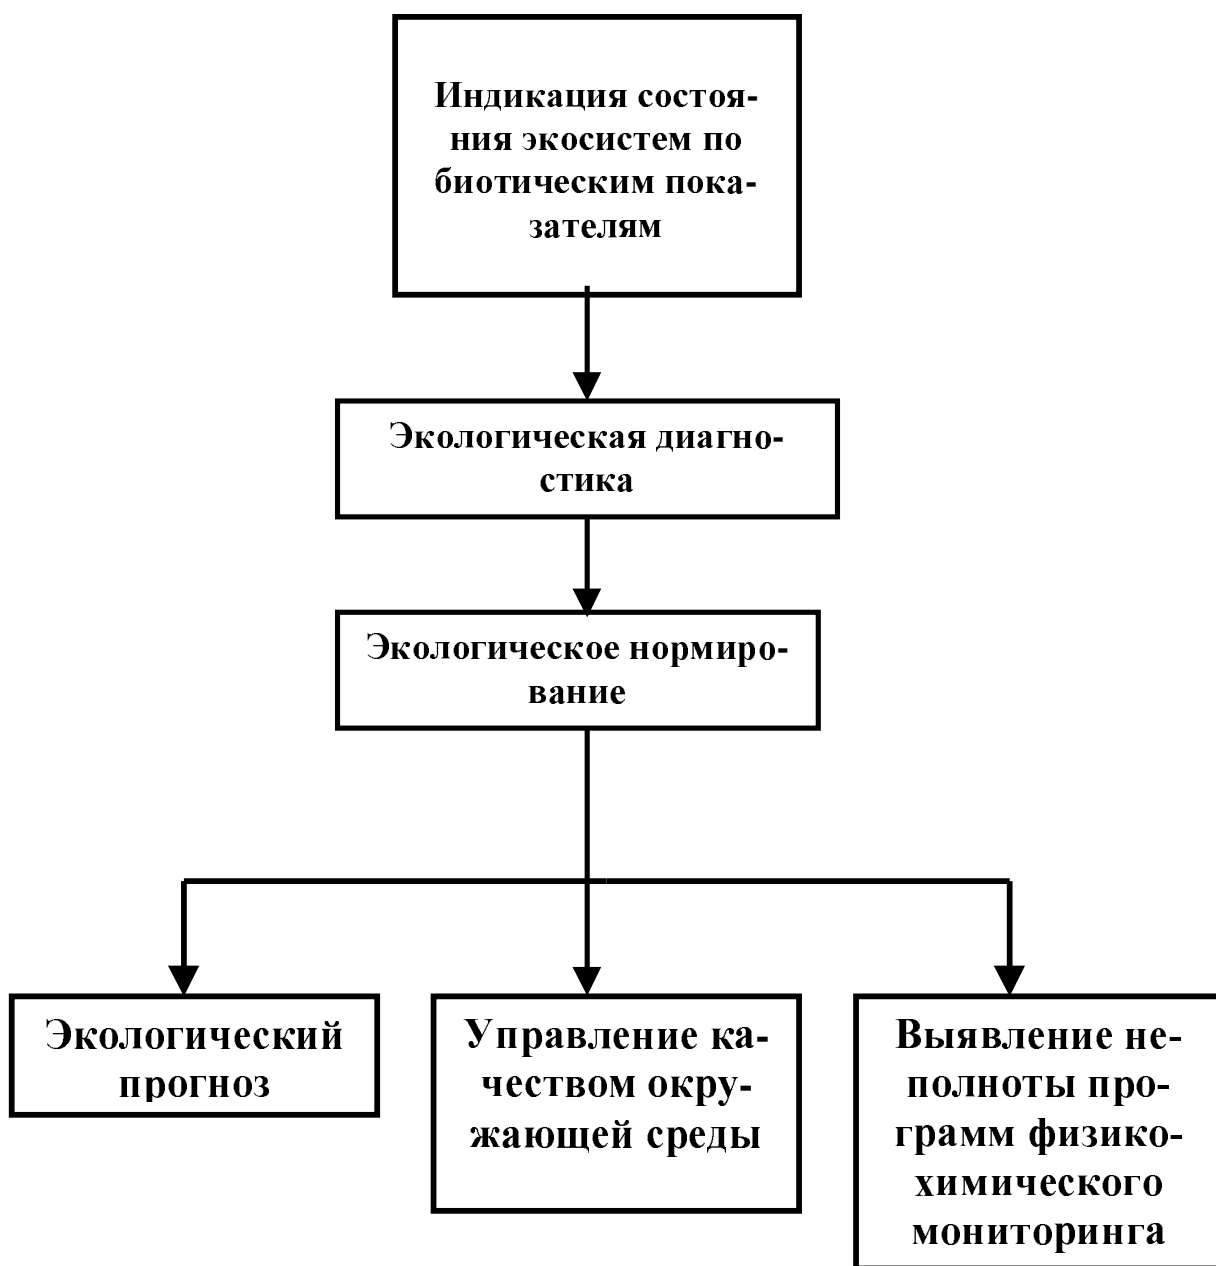 Индикация состоя-
ния экосистем по
биотическим пока-
зателям
Экологическая диагно-
стика
Экологическое нормиро-
вание
Экологический
прогноз
Управление ка-
чеством окру-
жающей среды
Выявление не-
полноты про-
грамм физико-
химического
мониторинга